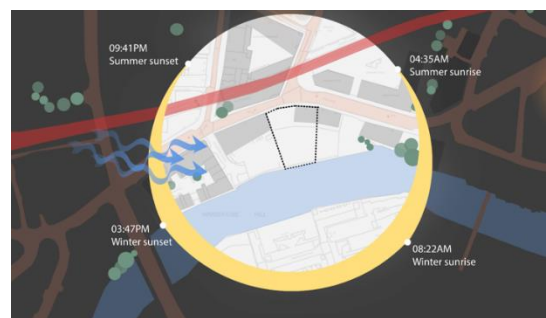 09:41PM
Summer sunset
04:35AM
Summer sunrise
03:47PM
Winter sunset
08:22AM
Winter sunrise